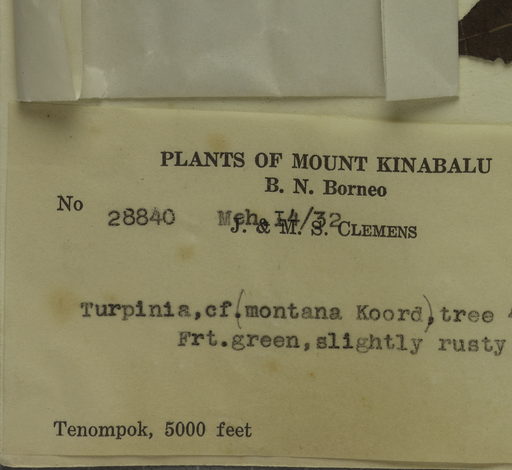 PLANTS OF MOUNT KINABALU
B. N. Borneo
No 28840 Mch 14/32
J. & M. S. CLEMENS
Turpinia,cf.(montana Koord),tree
Frt.green,slightly rusty
Tenompok, 5000 feet